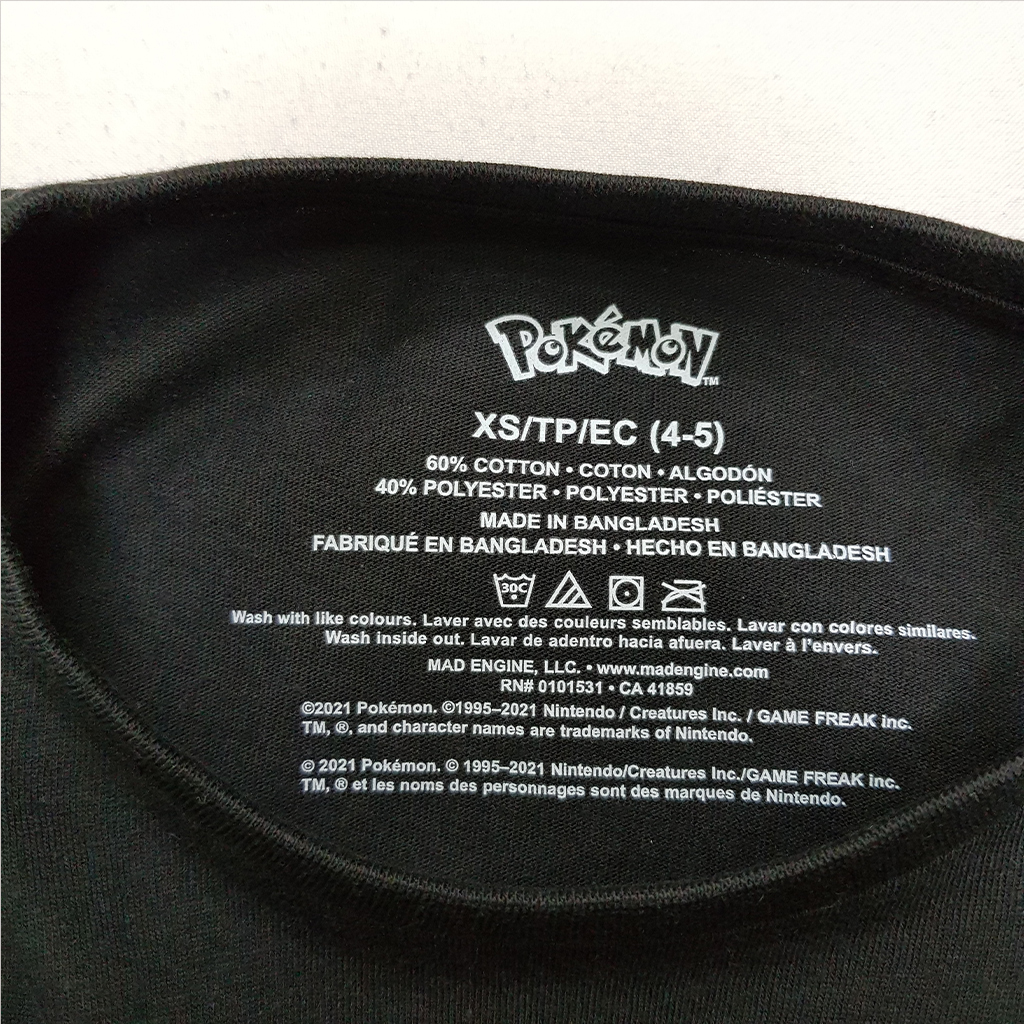 POKÉMON™
XS/TP/EC (4-5)
60% COTTON • COTON • ALGODÓN
40% POLYESTER • POLYESTER • POLIÉSTER
MADE IN BANGLADESH
FABRIQUÉ EN BANGLADESH • HECHO EN BANGLADESH
30C
Wash with like colours. Laver avec des couleurs semblables. Lavar con colores similares.
Wash inside out. Lavar de adentro hacia afuera. Laver à l'envers.
MAD ENGINE, LLC. • www.madengine.com
RN# 0101531 • CA 41859
©2021 Pokémon. ©1995–2021 Nintendo / Creatures Inc. / GAME FREAK Inc.
TM, ®, and character names are trademarks of Nintendo.
© 2021 Pokémon. © 1995–2021 Nintendo/Creatures Inc./GAME FREAK Inc.
TM, ® et les noms des personnages sont des marques de Nintendo.